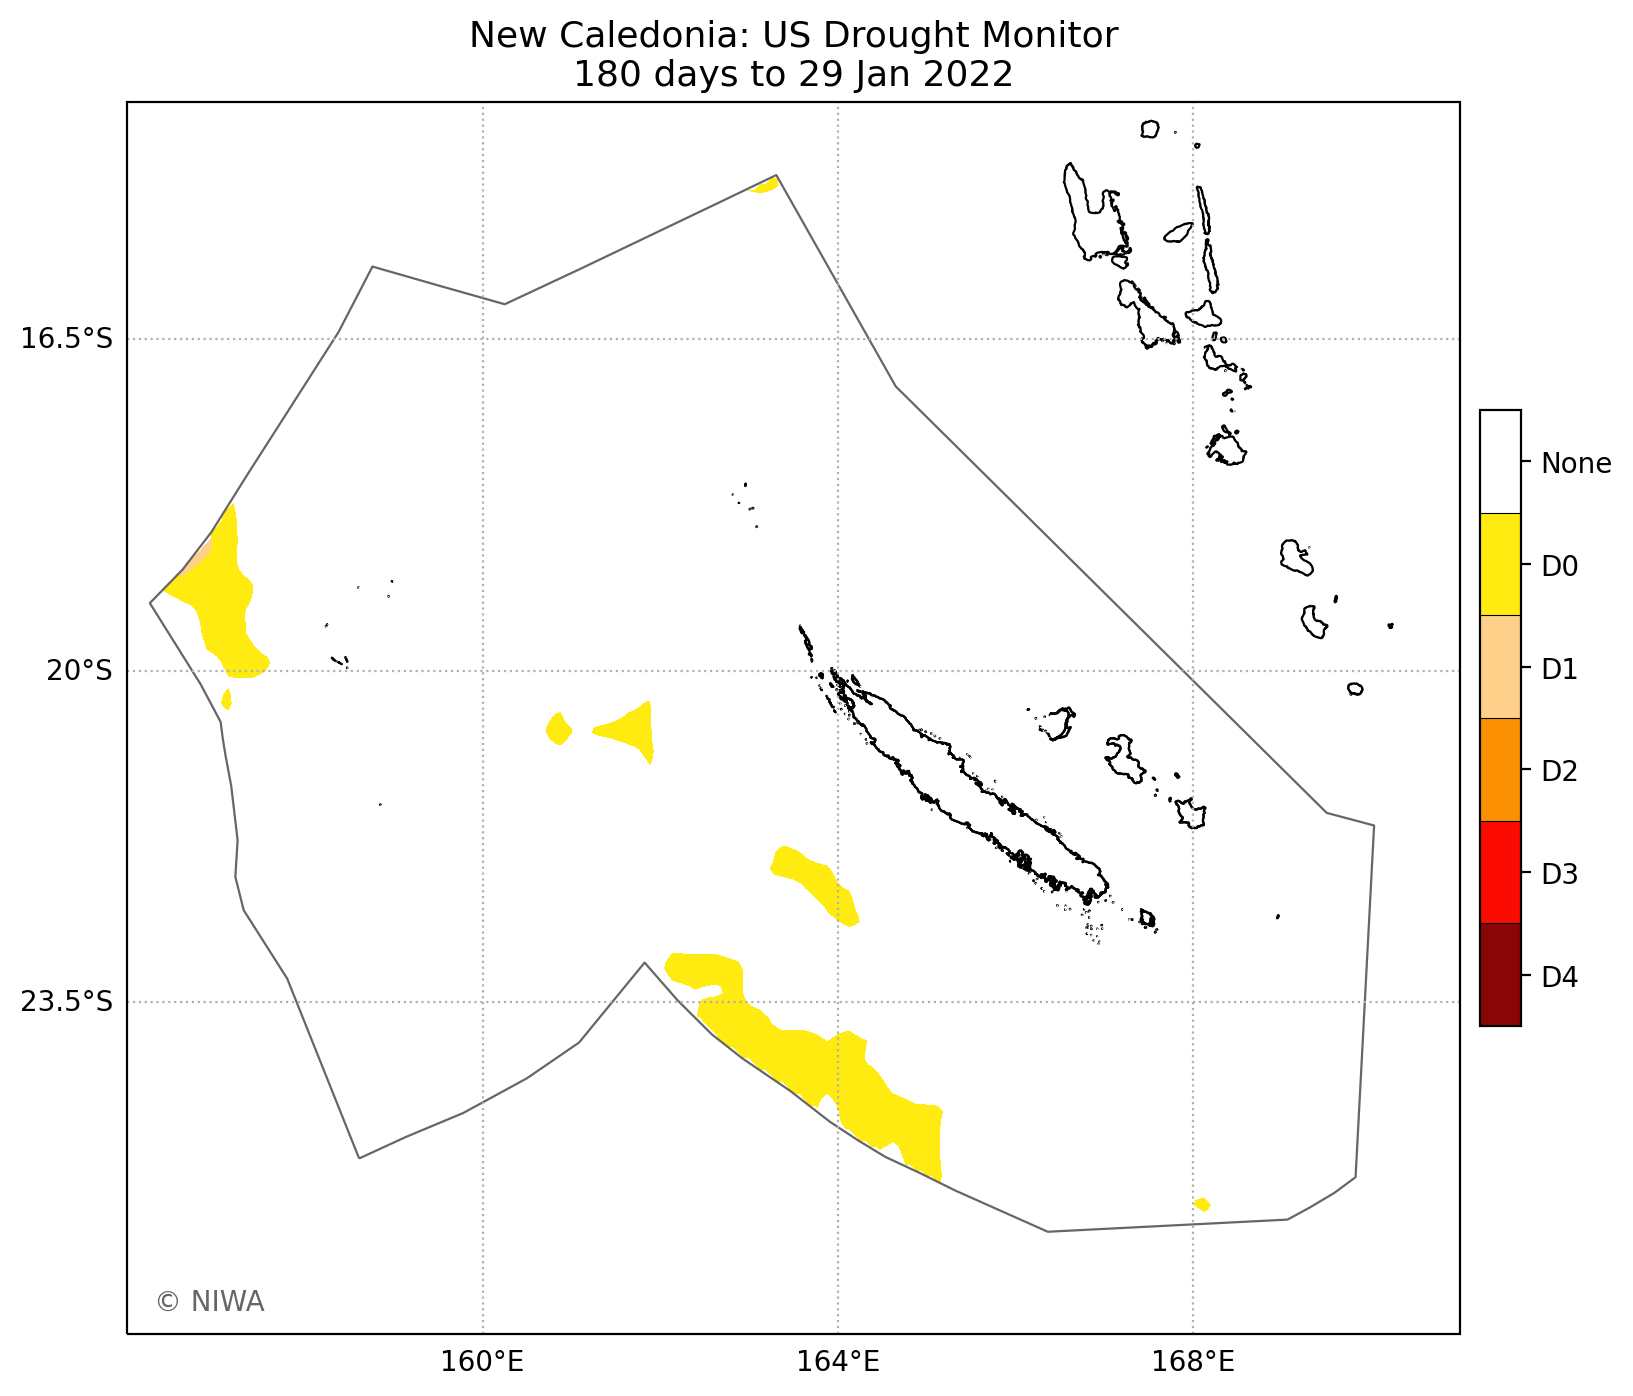 New Caledonia: US Drought Monitor
180 days to 29 Jan 2022
16.5°S
20°S
23.5°S
160°E
164°E
168°E
None
D0
D1
D2
D3
D4
© NIWA